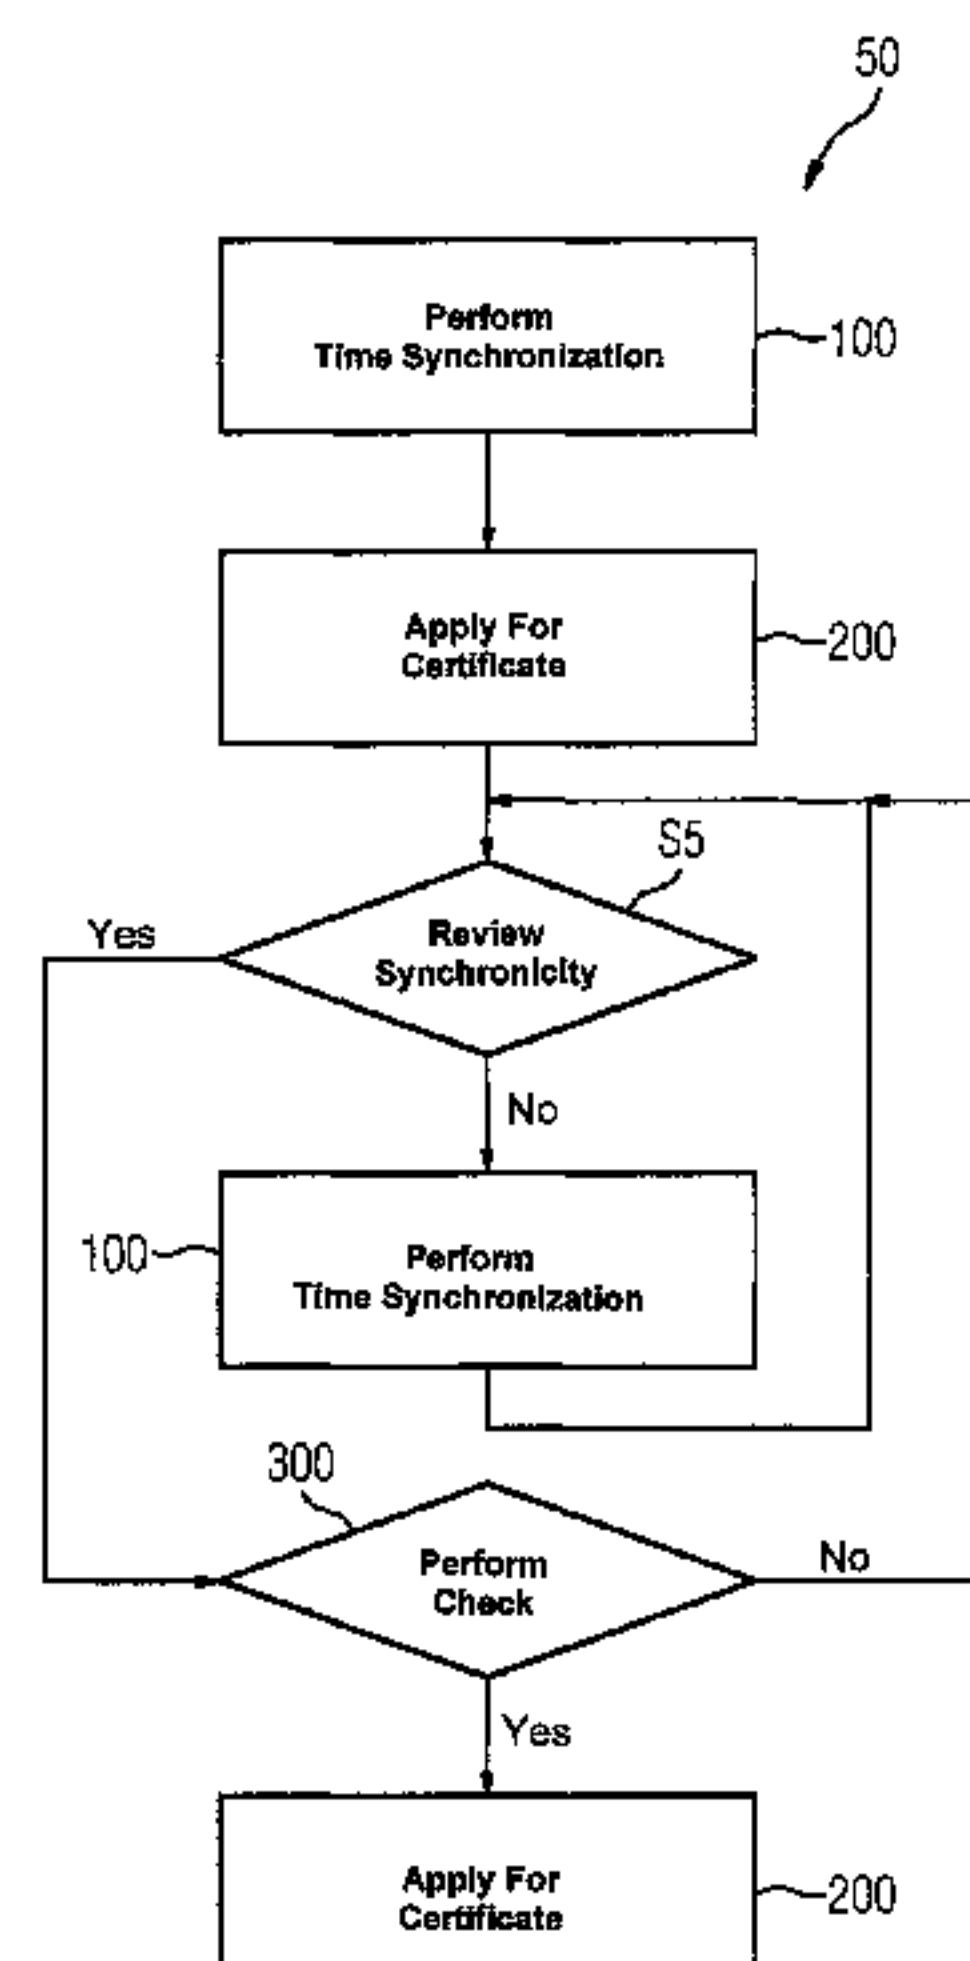 50
Perform
Time Synchronization
100
Apply For
Certificate
200
S5
Yes
Review
Synchronicity
No
100
Perform
Time Synchronization
300
Perform
Check
No
Yes
Apply For
Certificate
200